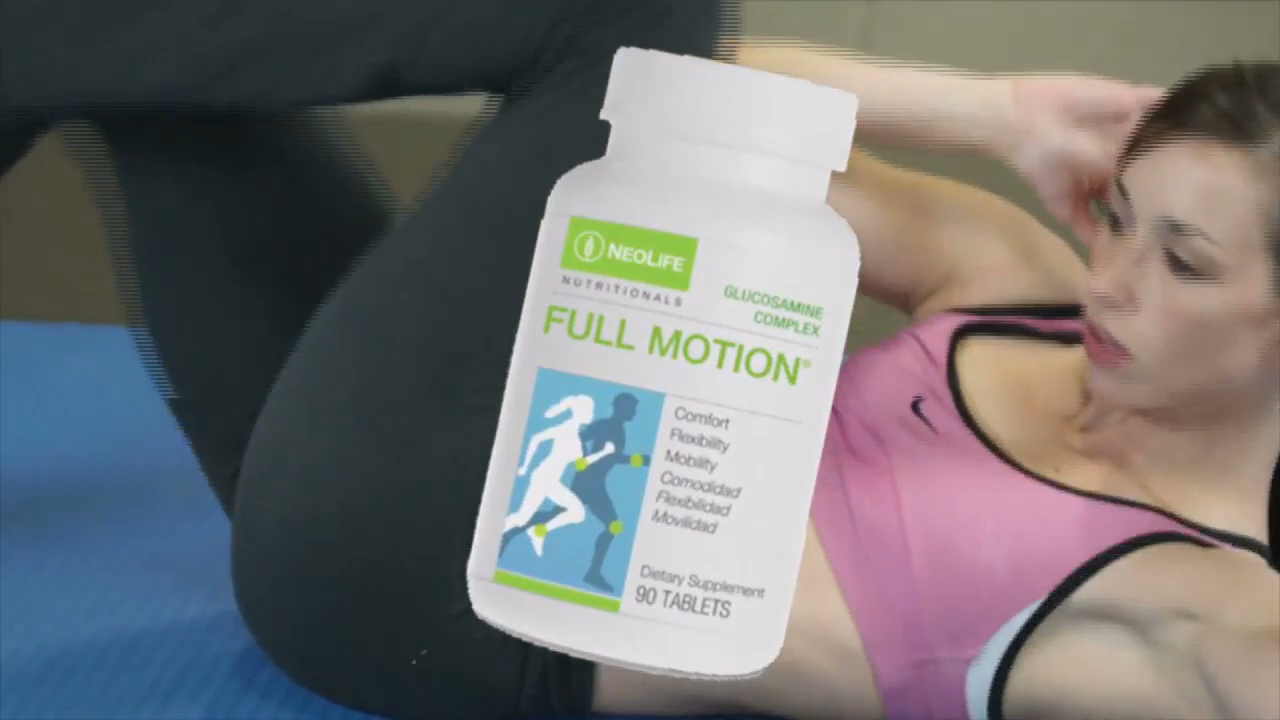 NEOLIFE
NUTRITIONALS
GLUCOSAMINE
COMPLEX
FULL MOTION®
Comfort
Flexibility
Mobility
Comodidad
Flexibilidad
Movilidad
Dietary Supplement
90 TABLETS